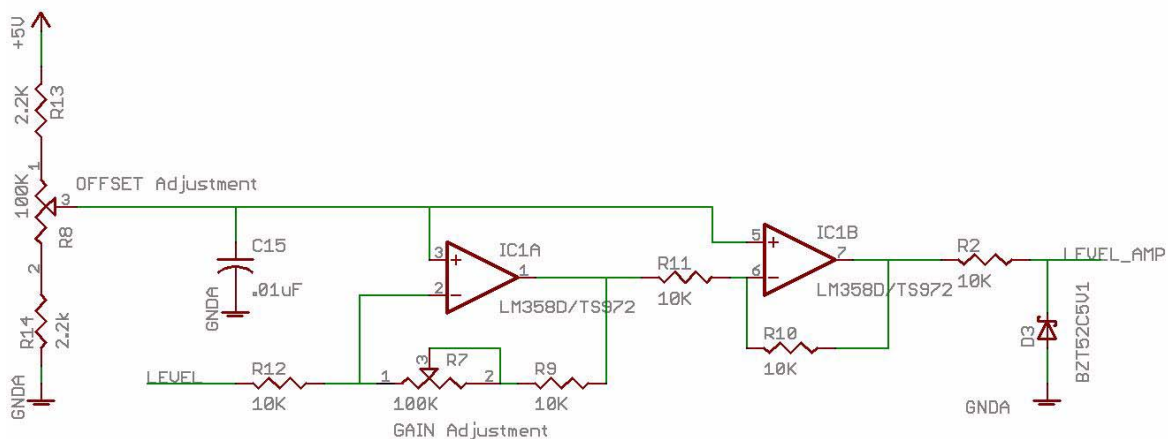 +5V
2.2K
R13
1
100K
3
R8
2
R14
2.2k
GNDA
OFFSET Adjustment
C15
.01uF
GNDA
3
2
IC1A
1
LM358D/TS972
LEVEL
R12
10K
1
3
R7
2
100K
GAIN Adjustment
R9
10K
R11
10K
5
6
IC1B
7
LM358D/TS972
R10
10K
R2
10K
LEVEL_AMP
D3
BZT52C5V1
GNDA